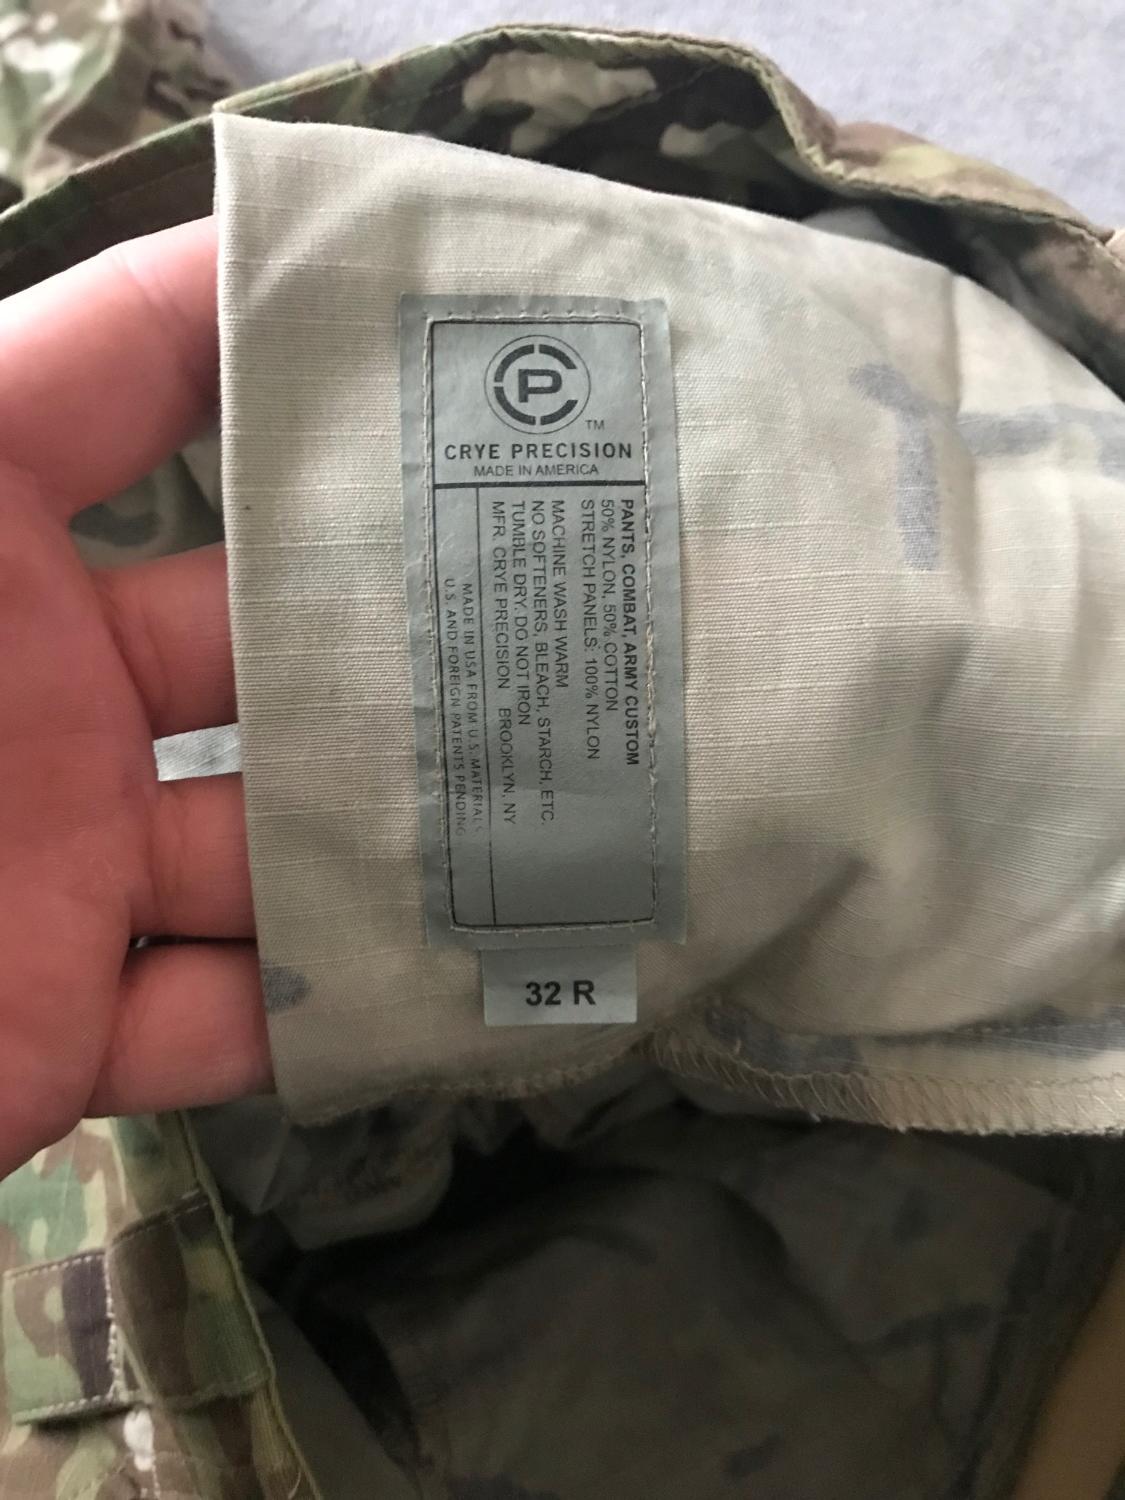 CP
TM
CRYE PRECISION
MADE IN AMERICA
PANTS, COMBAT, ARMY CUSTOM
50% NYLON, 50% COTTON
STRETCH PANELS: 100% NYLON
MACHINE WASH WARM
NO SOFTENERS, BLEACH, STARCH, ETC.
TUMBLE DRY. DO NOT IRON
MFR. CRYE PRECISION BROOKLYN, NY
MADE IN USA FROM U.S. MATERIALS
U.S. AND FOREIGN PATENTS PENDING
32 R